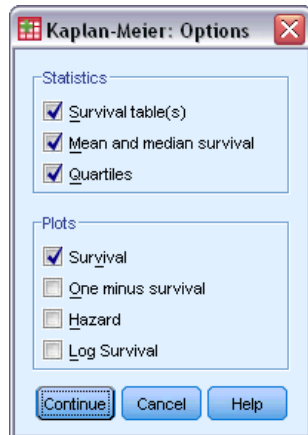 Kaplan-Meier: Options
Statistics
Survival table(s)
Mean and median survival
Quartiles
Plots
Survival
One minus survival
Hazard
Log Survival
Continue Cancel Help